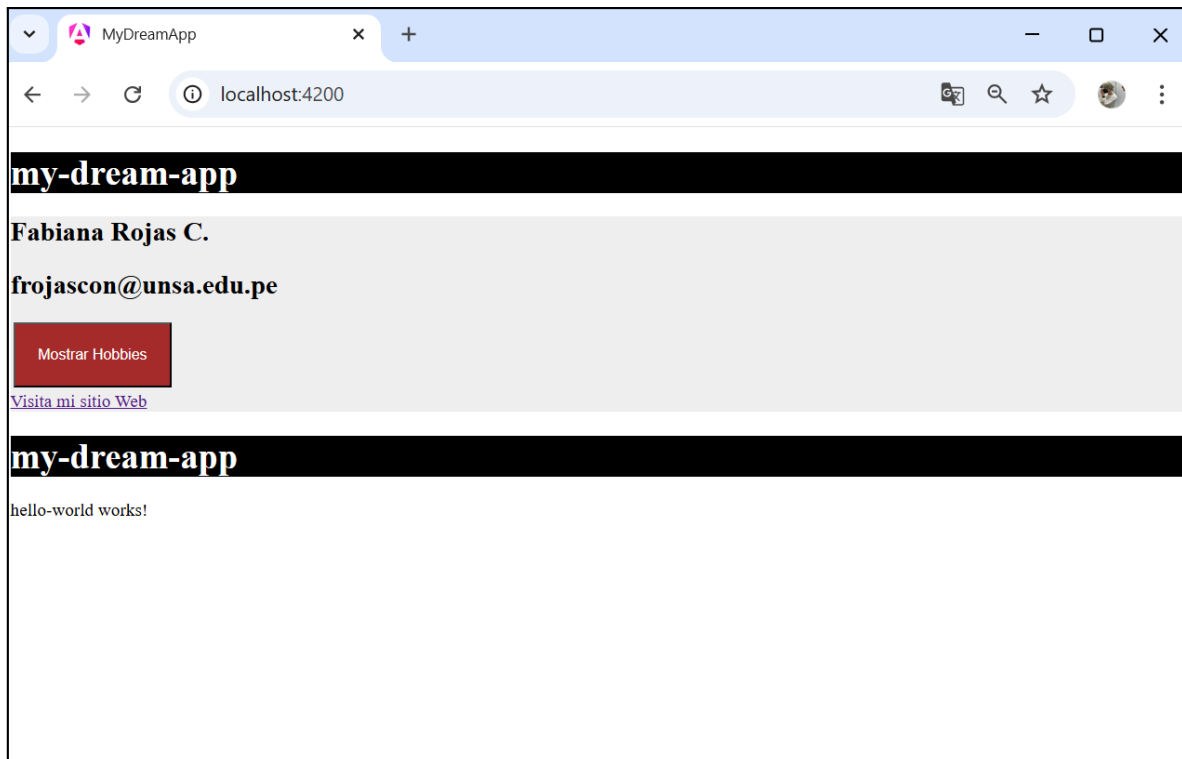 MyDreamApp
localhost:4200
my-dream-app
Fabiana Rojas C.
frojascon@unsa.edu.pe
Mostrar Hobbies
Visita mi sitio Web
my-dream-app
hello-world works!